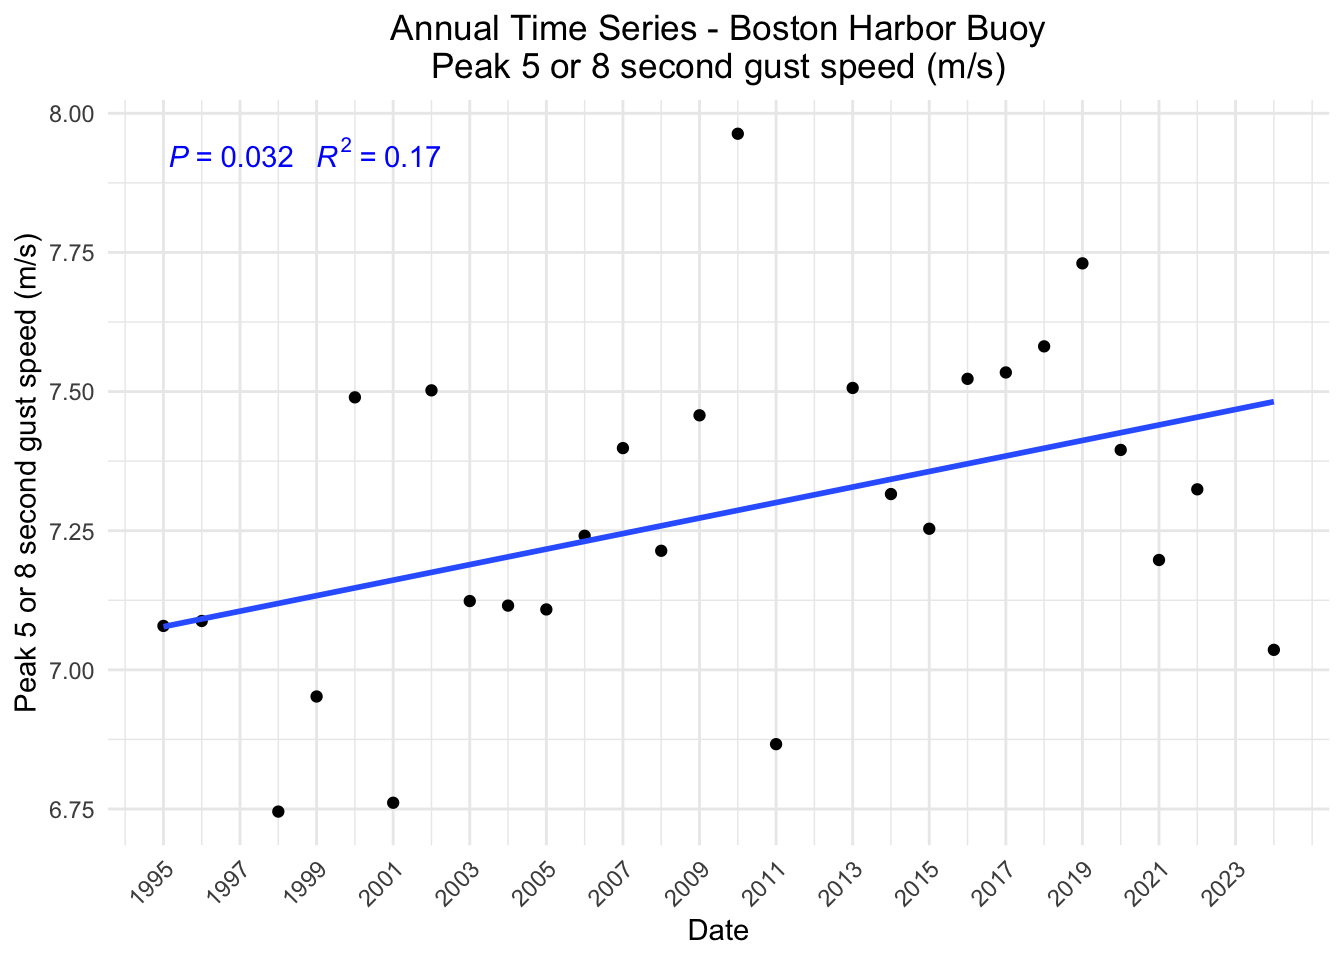 Annual Time Series - Boston Harbor Buoy
Peak 5 or 8 second gust speed (m/s)
P = 0.032 R² = 0.17
Peak 5 or 8 second gust speed (m/s)
8.00
7.75
7.50
7.25
7.00
6.75
1995 1997 1999 2001 2003 2005 2007 2009 2011 2013 2015 2017 2019 2021 2023
Date